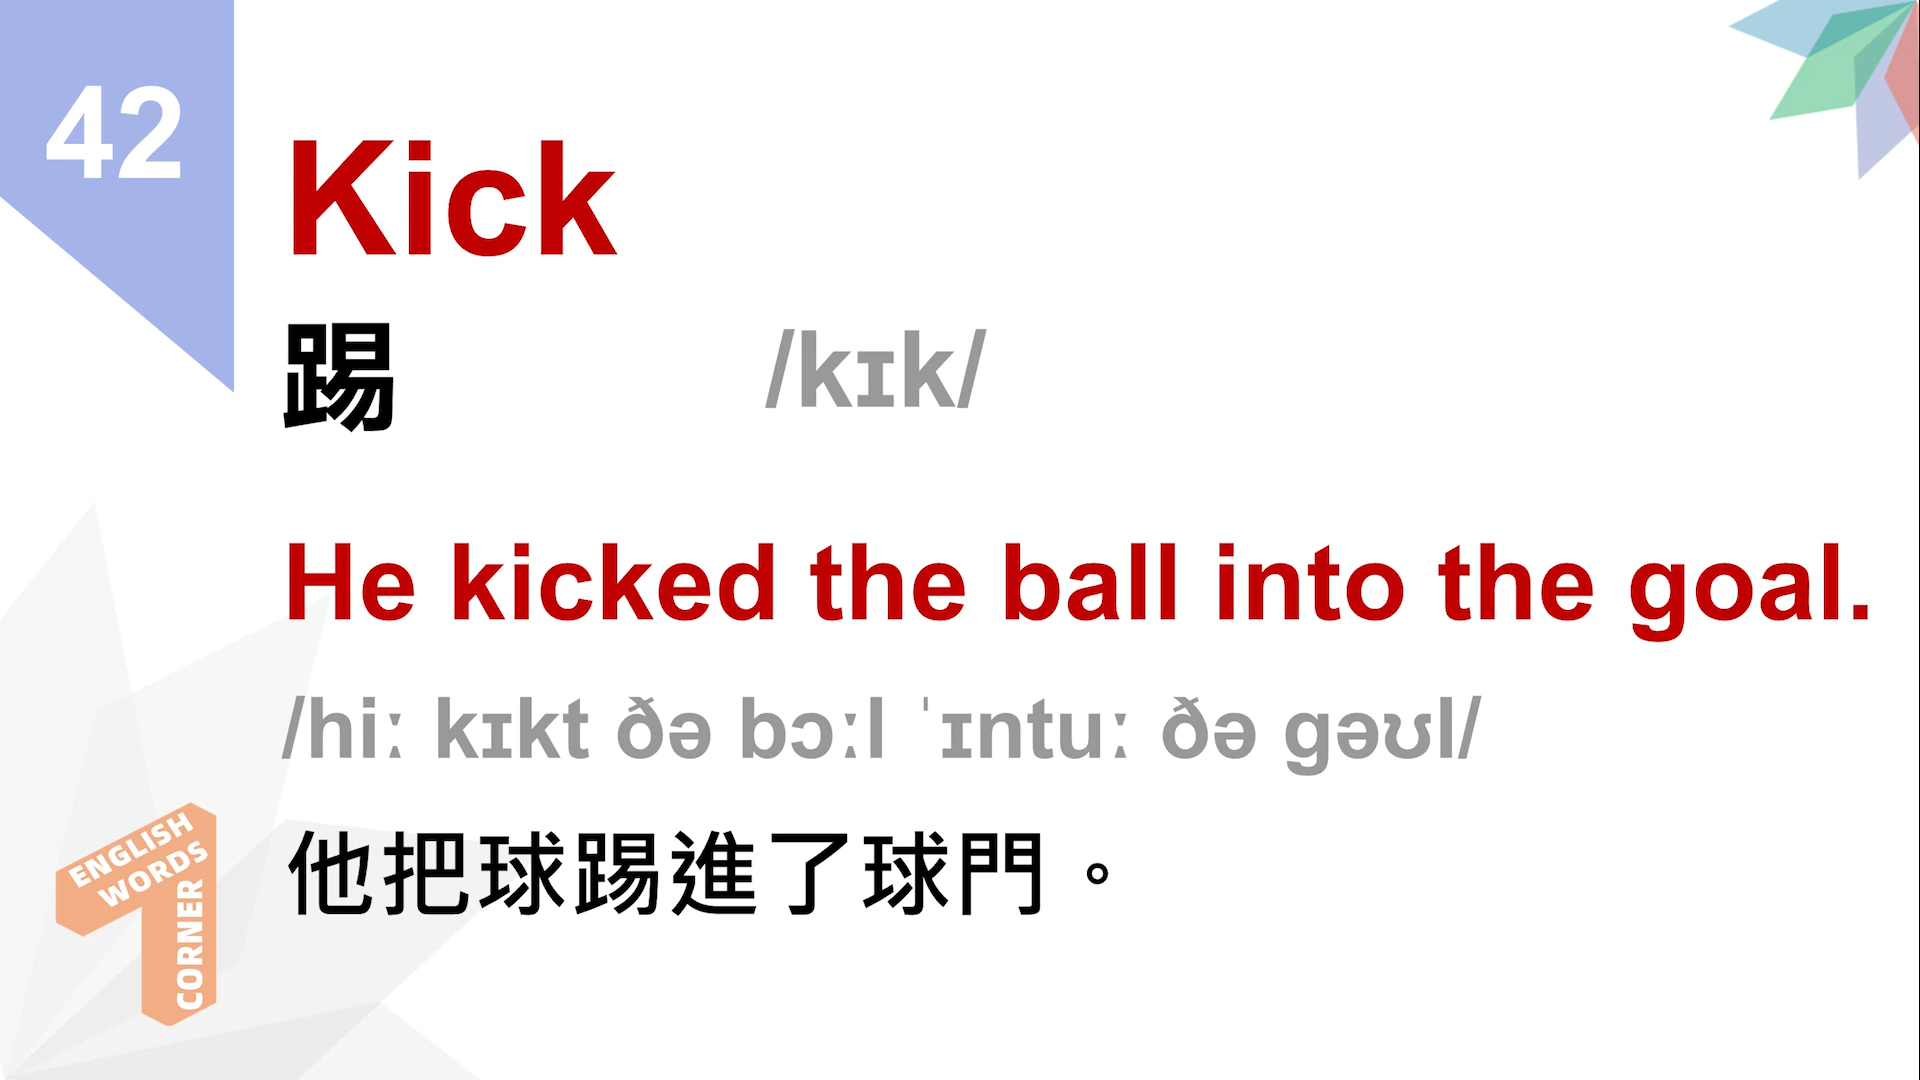 42
Kick
踢
/kɪk/
He kicked the ball into the goal.
/hiː kɪkt ðə bɔːl ˈɪntuː ðə gəʊl/
他把球踢進了球門。
ENGLISH
WORDS
CORNER